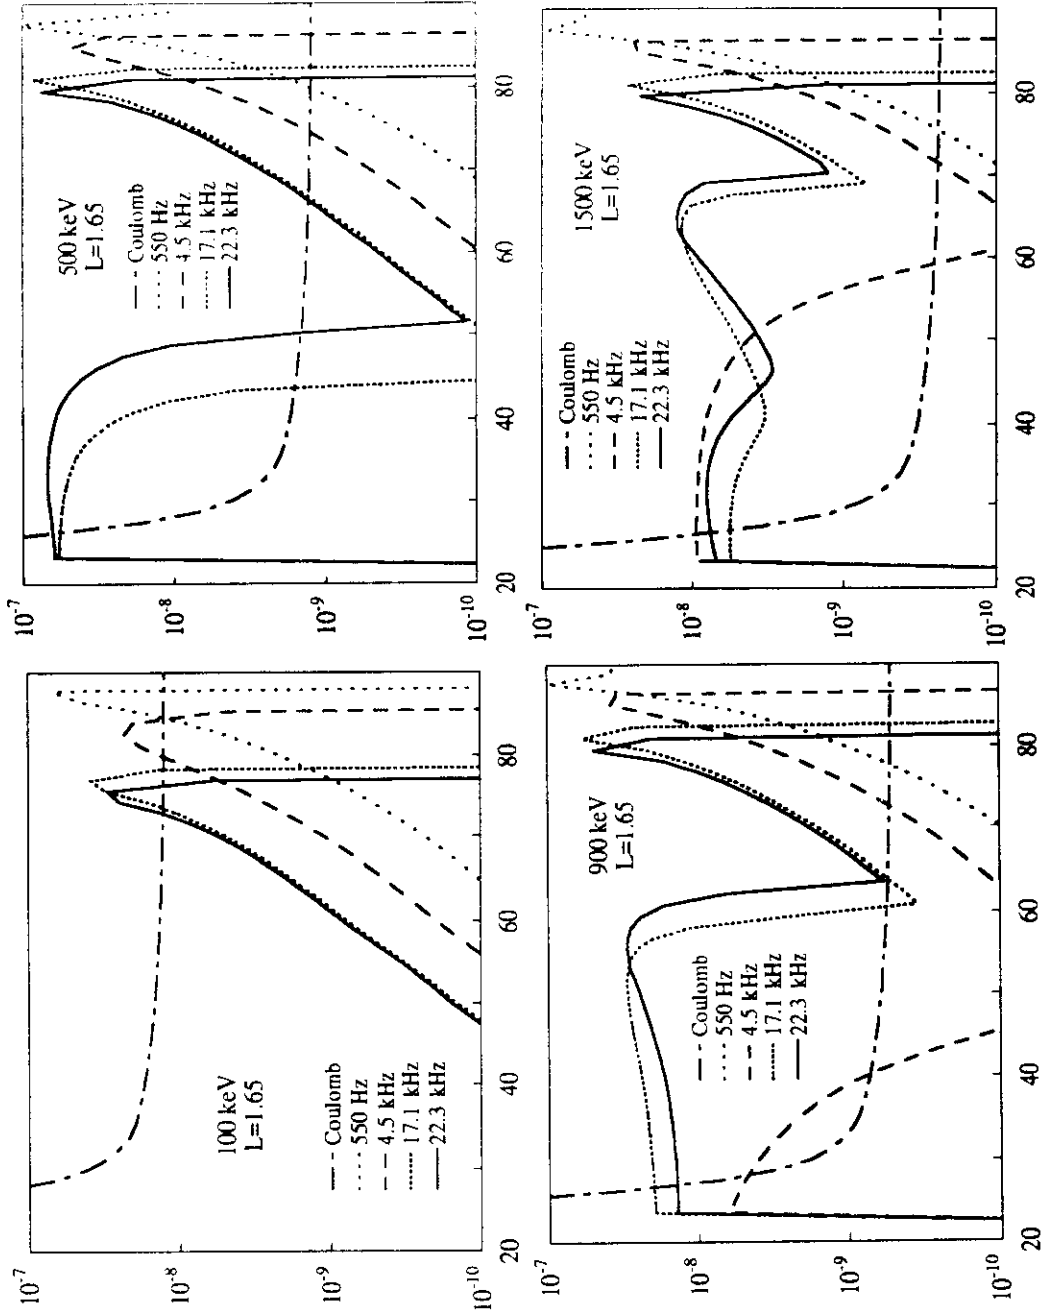 10⁻⁷
10⁻⁸
10⁻⁹
10⁻¹⁰
20
40
60
80
100 keV
L=1.65
Coulomb
550 Hz
4.5 kHz
17.1 kHz
22.3 kHz
10⁻⁷
10⁻⁸
10⁻⁹
10⁻¹⁰
20
40
60
80
500 keV
L=1.65
Coulomb
550 Hz
4.5 kHz
17.1 kHz
22.3 kHz
10⁻⁷
10⁻⁸
10⁻⁹
10⁻¹⁰
20
40
60
80
900 keV
L=1.65
Coulomb
550 Hz
4.5 kHz
17.1 kHz
22.3 kHz
10⁻⁷
10⁻⁸
10⁻⁹
10⁻¹⁰
20
40
60
80
1500 keV
L=1.65
Coulomb
550 Hz
4.5 kHz
17.1 kHz
22.3 kHz